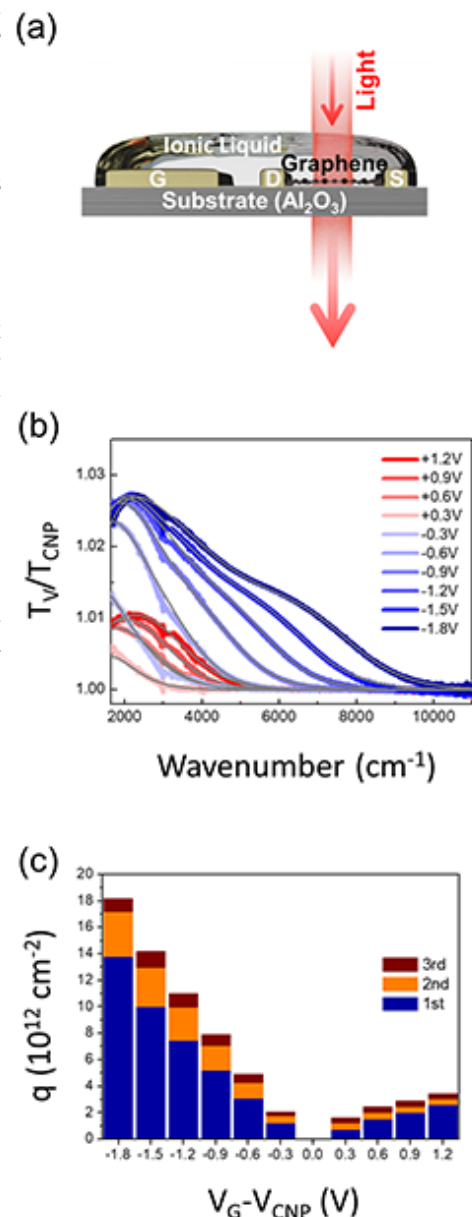 (a)
Light
Ionic Liquid
Graphene
G
D
S
Substrate (Al₂O₃)
(b)
1.03
1.02
1.01
1.00
T_V/T_CNP
+1.2V
+0.9V
+0.6V
+0.3V
-0.3V
-0.6V
-0.9V
-1.2V
-1.5V
-1.8V
2000 4000 6000 8000 10000
Wavenumber (cm⁻¹)
(c)
20
18
16
14
12
10
8
6
4
2
0
q (10¹² cm⁻²)
3rd
2nd
1st
-1.8 -1.5 -1.2 -0.9 -0.6 -0.3 0.0 0.3 0.6 0.9 1.2
V_G-V_CNP (V)